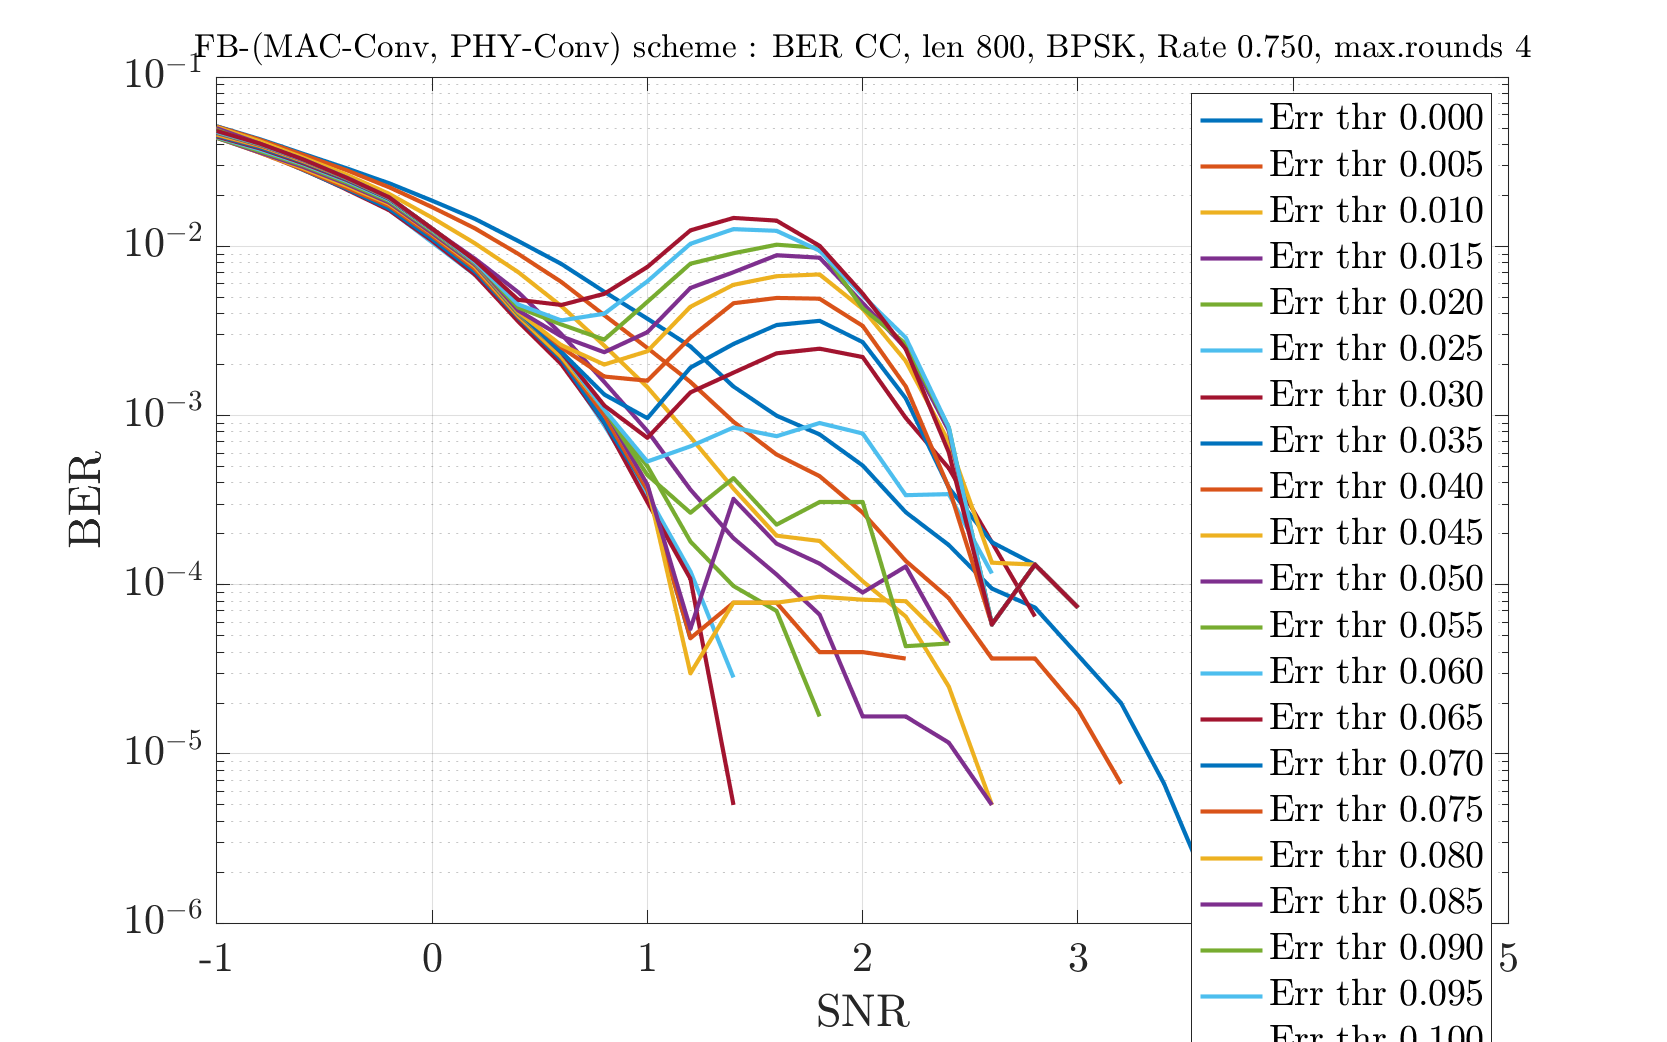 FB-(MAC-Conv, PHY-Conv) scheme : BER CC, len 800, BPSK, Rate 0.750, max.rounds 4
10^−1
10^−2
10^−3
10^−4
10^−5
10^−6
BER
-1 0 1 2 3 5
SNR
Err thr 0.000
Err thr 0.005
Err thr 0.010
Err thr 0.015
Err thr 0.020
Err thr 0.025
Err thr 0.030
Err thr 0.035
Err thr 0.040
Err thr 0.045
Err thr 0.050
Err thr 0.055
Err thr 0.060
Err thr 0.065
Err thr 0.070
Err thr 0.075
Err thr 0.080
Err thr 0.085
Err thr 0.090
Err thr 0.095
Err thr 0.100